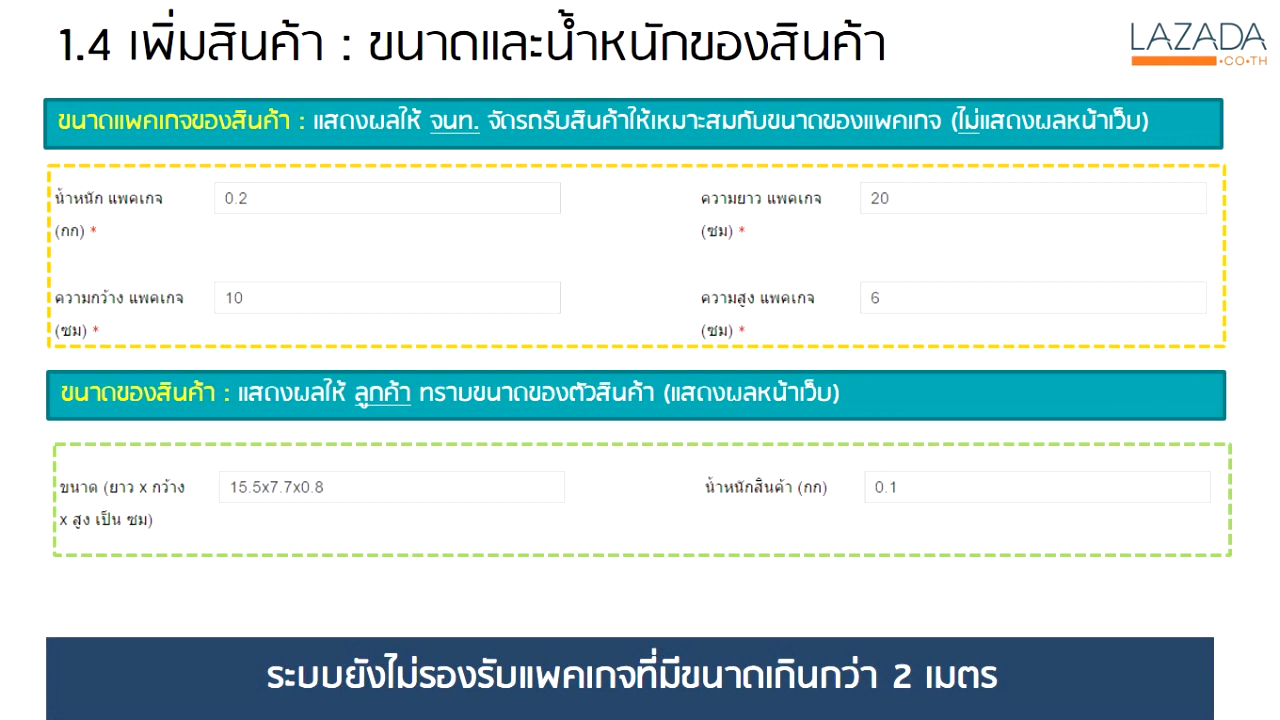 1.4 เพิ่มสินค้า : ขนาดและน้ำหนักของสินค้า
LAZADA
•CO•TH
ขนาดแพคเกจของสินค้า : แสดงผลให้ จนท. จัดรถรับสินค้าให้เหมาะสมกับขนาดของแพคเกจ (ไม่แสดงผลหน้าเว็บ)
น้ำหนัก แพคเกจ 0.2 ความยาว แพคเกจ 20
(กก) * (ซม) *
ความกว้าง แพคเกจ 10 ความสูง แพคเกจ 6
(ซม) * (ซม) *
ขนาดของสินค้า : แสดงผลให้ ลูกค้า ทราบขนาดของตัวสินค้า (แสดงผลหน้าเว็บ)
ขนาด (ยาว x กว้าง 15.5x7.7x0.8 น้ำหนักสินค้า (กก) 0.1
x สูง เป็น ซม)
ระบบยังไม่รองรับแพคเกจที่มีขนาดเกินกว่า 2 เมตร